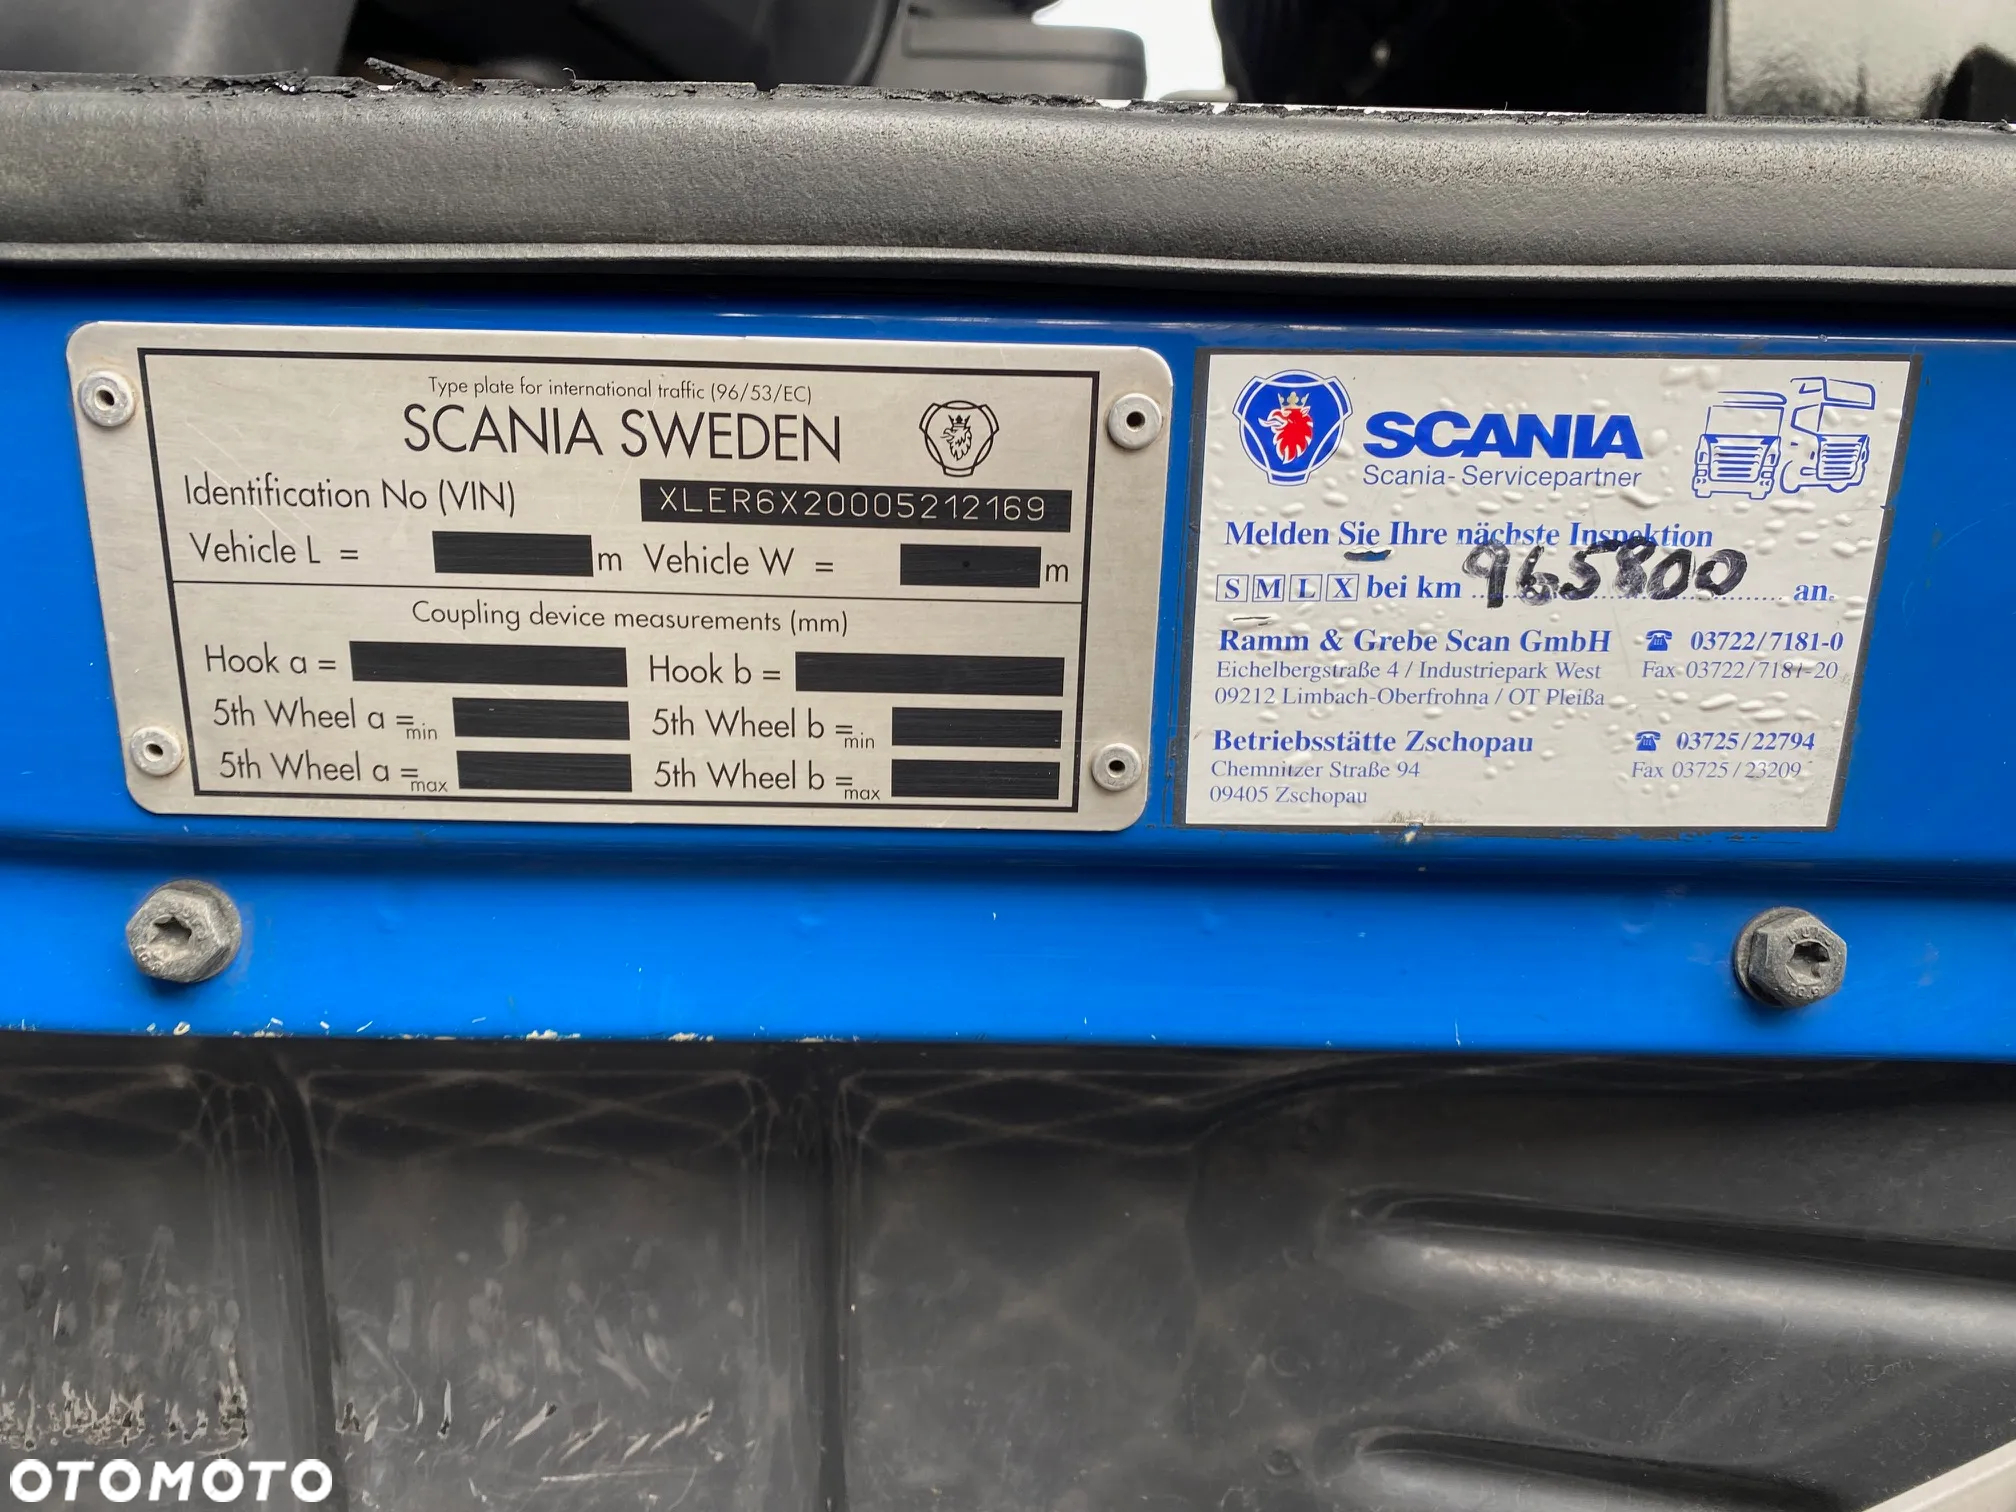 Type plate for international traffic (96/53/EC)
SCANIA SWEDEN
Identification No (VIN) XLER6X20005212169
Vehicle L = m Vehicle W = m
Coupling device measurements (mm)
Hook a = Hook b =
5th Wheel a =min 5th Wheel b =min
5th Wheel a =max 5th Wheel b =max
SCANIA
Scania-Servicepartner
Melden Sie Ihre nächste Inspektion
S M L X bei km 965800 an.
Ramm & Grebe Scan GmbH ☎ 03722/7181-0
Eichelbergstraße 4 / Industriepark West Fax 03722/7181-20
09212 Limbach-Oberfrohna / OT Pleißa
Betriebsstätte Zschopau ☎ 03725/22794
Chemnitzer Straße 94 Fax 03725/23209
09405 Zschopau
OTOMOTO